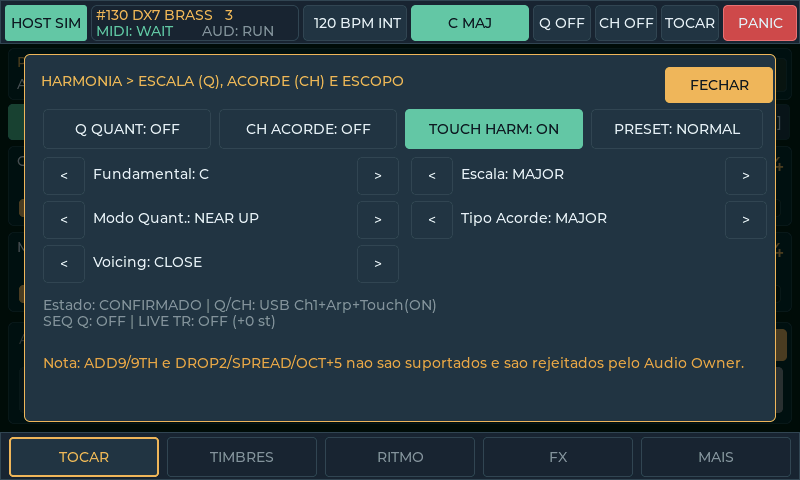 HOST SIM
#130 DX7 BRASS 3
MIDI: WAIT AUD: RUN
120 BPM INT
C MAJ
Q OFF
CH OFF
TOCAR
PANIC
HARMONIA > ESCALA (Q), ACORDE (CH) E ESCOPO
FECHAR
Q QUANT: OFF
CH ACORDE: OFF
TOUCH HARM: ON
PRESET: NORMAL
< Fundamental: C >
< Escala: MAJOR >
< Modo Quant.: NEAR UP >
< Tipo Acorde: MAJOR >
< Voicing: CLOSE >
Estado: CONFIRMADO | Q/CH: USB Ch1+Arp+Touch(ON)
SEQ Q: OFF | LIVE TR: OFF (+0 st)
Nota: ADD9/9TH e DROP2/SPREAD/OCT+5 nao sao suportados e sao rejeitados pelo Audio Owner.
TOCAR
TIMBRES
RITMO
FX
MAIS